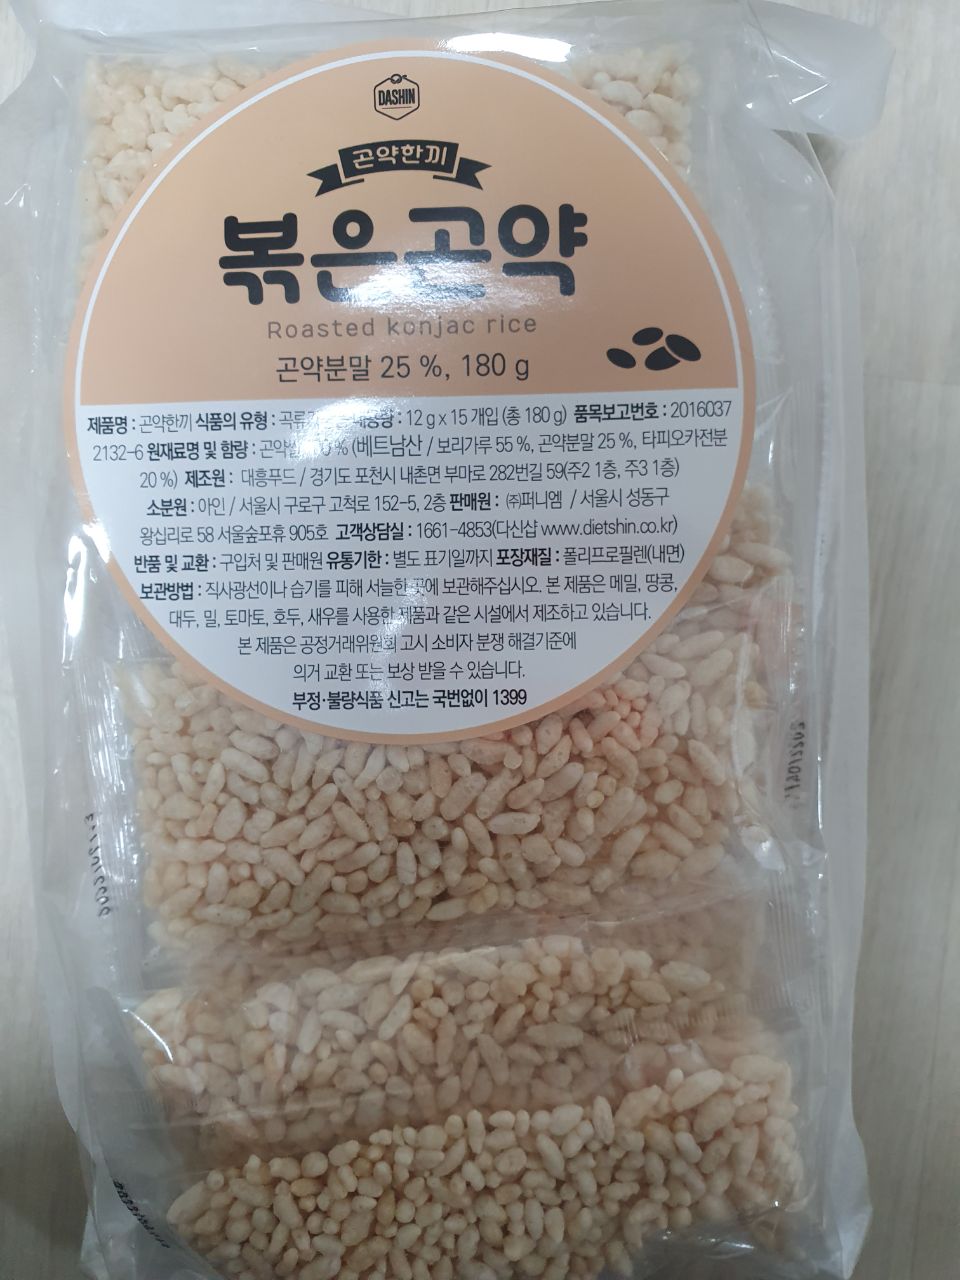 DASHIN
곤약한끼
볶은곤약
Roasted konjac rice
곤약분말 25 %, 180 g
제품명 : 곤약한끼 식품의 유형 : 곡류 : 12 g x 15 개입 (총 180 g) 품목보고번호 : 2016037
2132-6 원재료명 및 함량 : % (베트남산 / 보리가루 55 %, 곤약분말 25 %, 타피오카전분
20 %) 제조원 : 대흥푸드 / 경기도 포천시 내촌면 부마로 282번길 59(주2 1층, 주3 1층)
소분원 : 아인 / 서울시 구로구 고척로 152-5, 2층 판매원 : ㈜퍼니엠 / 서울시 성동구
왕십리로 58 서울숲포휴 905호 고객상담실 : 1661-4853(다신샵 www.dietshin.co.kr)
반품 및 교환 : 구입처 및 판매원 유통기한 : 별도 표기일까지 포장재질 : 폴리프로필렌(내면)
보관방법 : 직사광선이나 습기를 피해 서늘한 곳에 보관해주십시오. 본 제품은 메밀, 땅콩,
대두, 밀, 토마토, 호두, 새우를 사용한 제품과 같은 시설에서 제조하고 있습니다.
본 제품은 공정거래위원회 고시 소비자 분쟁 해결기준에
의거 교환 또는 보상 받을 수 있습니다.
부정·불량식품 신고는 국번없이 1399